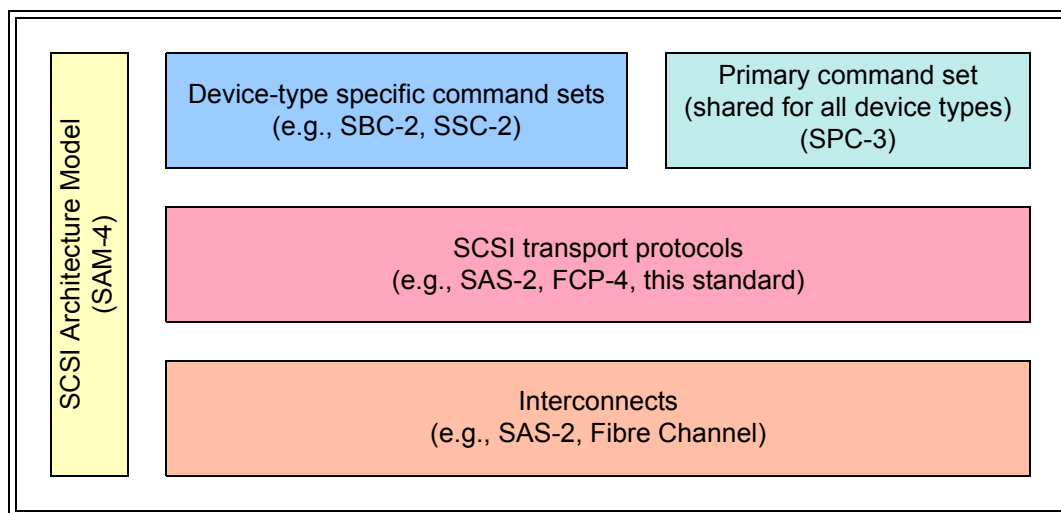 SCSI Architecture Model
(SAM-4)
Device-type specific command sets
(e.g., SBC-2, SSC-2)
Primary command set
(shared for all device types)
(SPC-3)
SCSI transport protocols
(e.g., SAS-2, FCP-4, this standard)
Interconnects
(e.g., SAS-2, Fibre Channel)